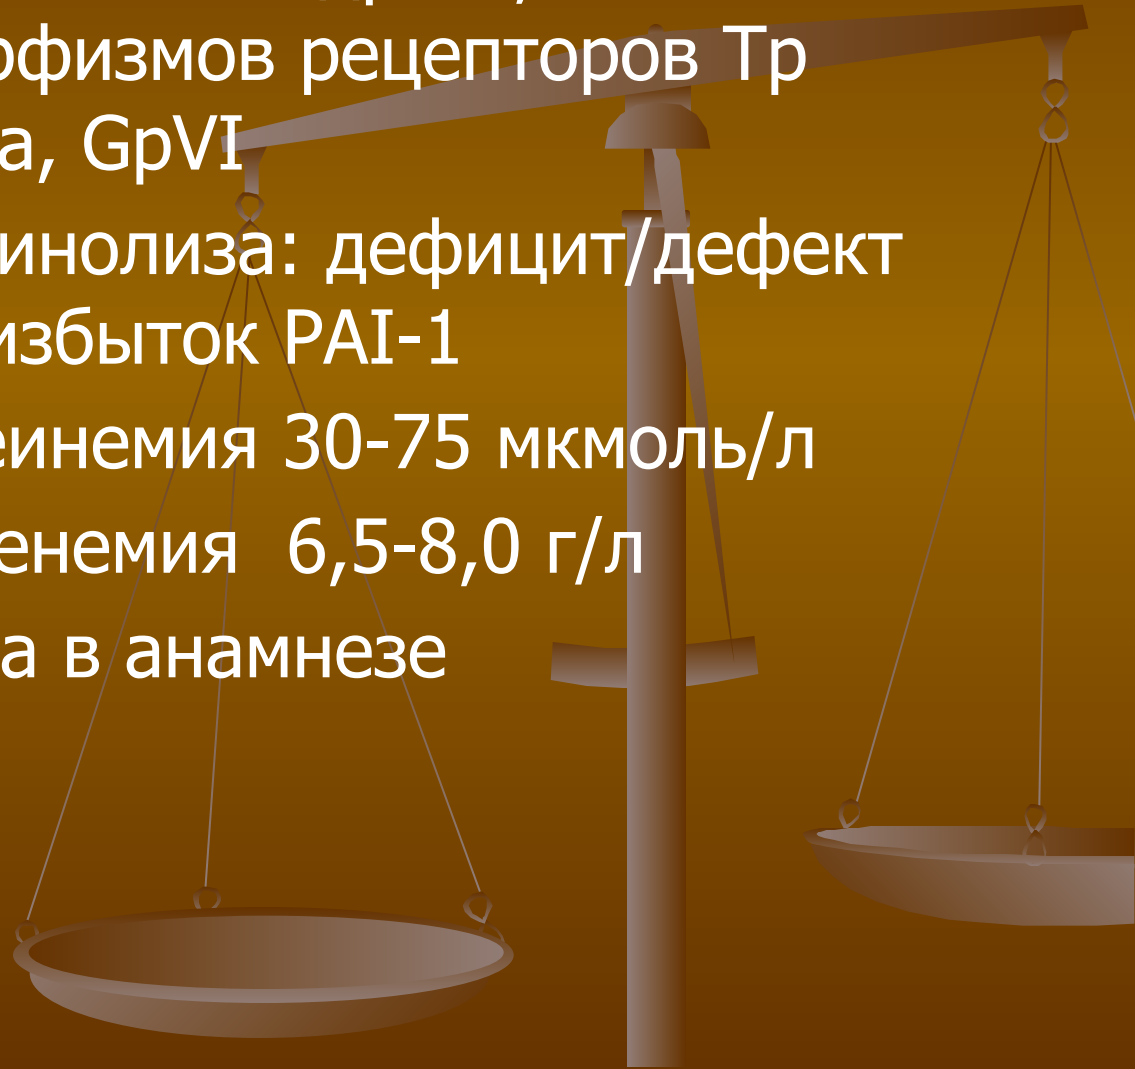 рфизмов рецепторов Тр
а, GpVI
инолиза: дефицит/дефект
избыток PAI-1
еинемия 30-75 мкмоль/л
енемия 6,5-8,0 г/л
а в анамнезе